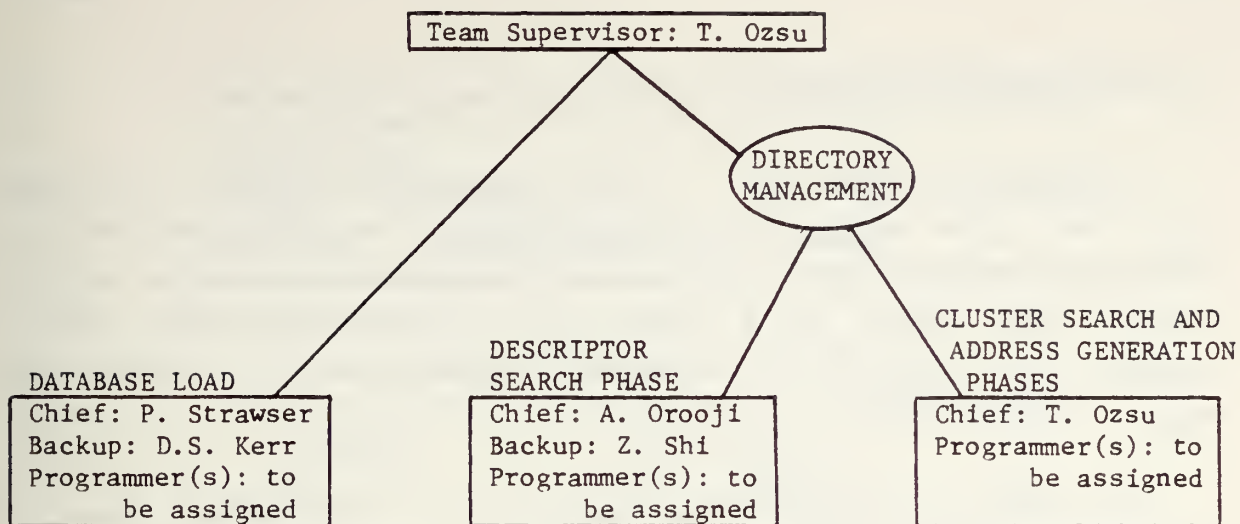 Team Supervisor: T. Ozsu
DIRECTORY
MANAGEMENT
DATABASE LOAD
Chief: P. Strawser
Backup: D.S. Kerr
Programmer(s): to
be assigned
DESCRIPTOR
SEARCH PHASE
Chief: A. Orooji
Backup: Z. Shi
Programmer(s): to
be assigned
CLUSTER SEARCH AND
ADDRESS GENERATION
PHASES
Chief: T. Ozsu
Programmer(s): to
be assigned